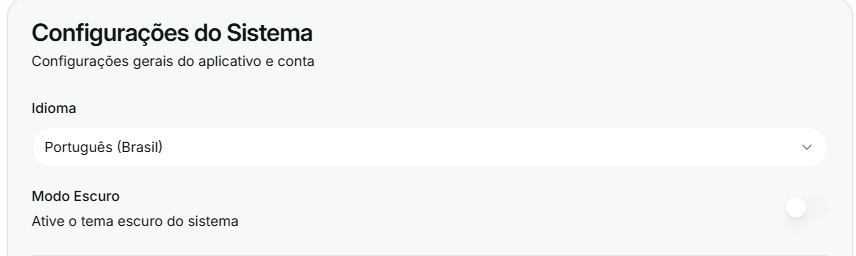 Configurações do Sistema
Configurações gerais do aplicativo e conta
Idioma
Português (Brasil)
Modo Escuro
Ative o tema escuro do sistema